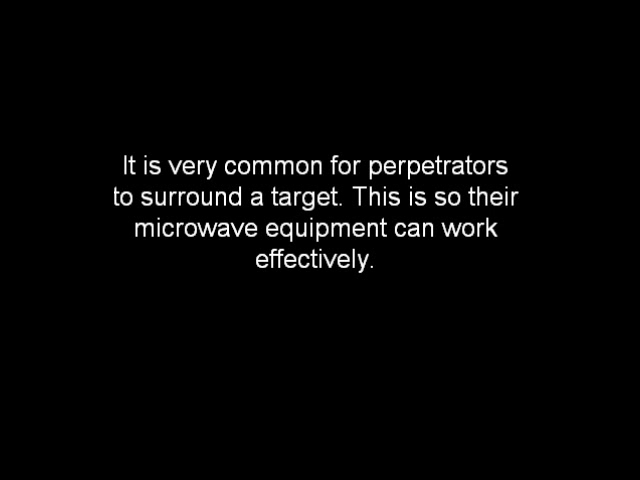 It is very common for perpetrators
to surround a target. This is so their
microwave equipment can work
effectively.